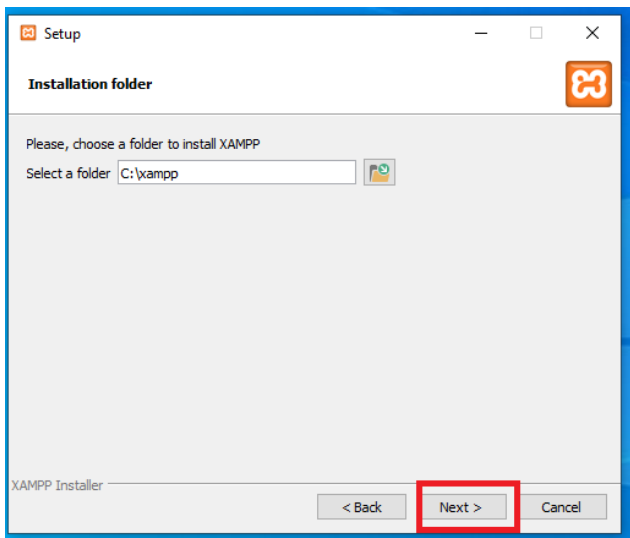 Setup
Installation folder
Please, choose a folder to install XAMPP
Select a folder C:\xampp
XAMPP Installer
< Back Next > Cancel